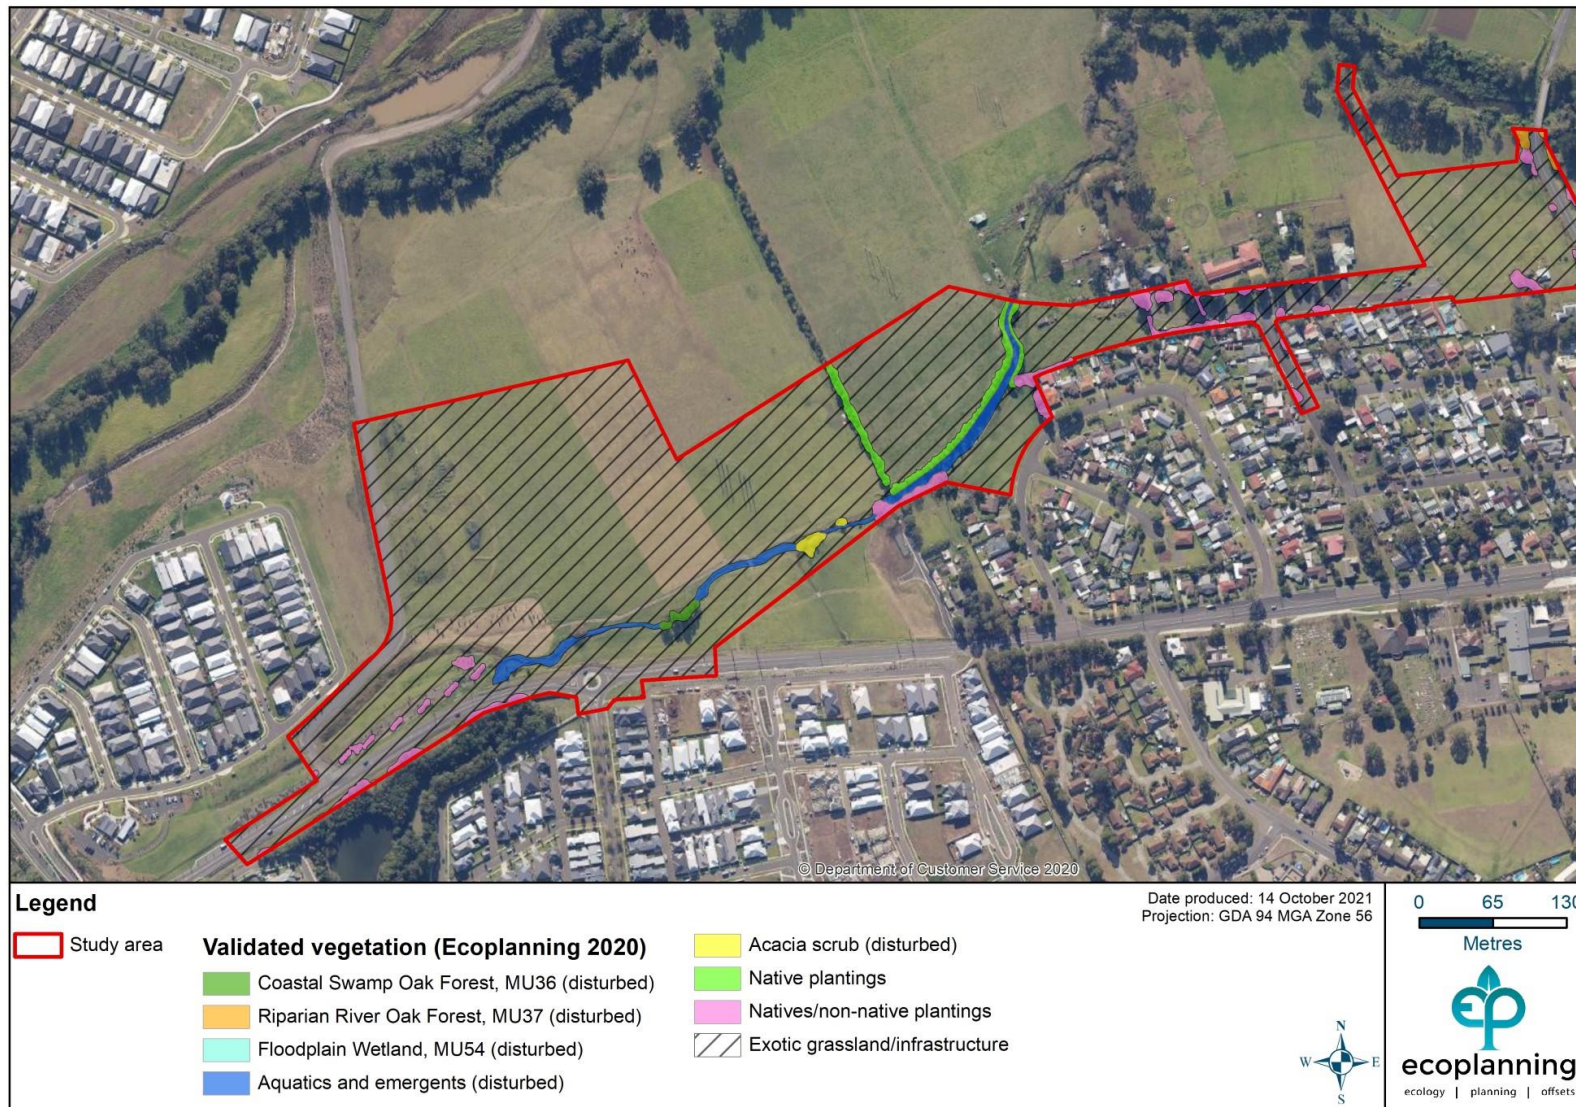 © Department of Customer Service 2020
Legend
Study area
Validated vegetation (Ecoplanning 2020)
Coastal Swamp Oak Forest, MU36 (disturbed)
Riparian River Oak Forest, MU37 (disturbed)
Floodplain Wetland, MU54 (disturbed)
Aquatics and emergents (disturbed)
Acacia scrub (disturbed)
Native plantings
Natives/non-native plantings
Exotic grassland/infrastructure
Date produced: 14 October 2021
Projection: GDA 94 MGA Zone 56
N
W E
S
0 65 130
Metres
ep
ecoplanning
ecology | planning | offsets